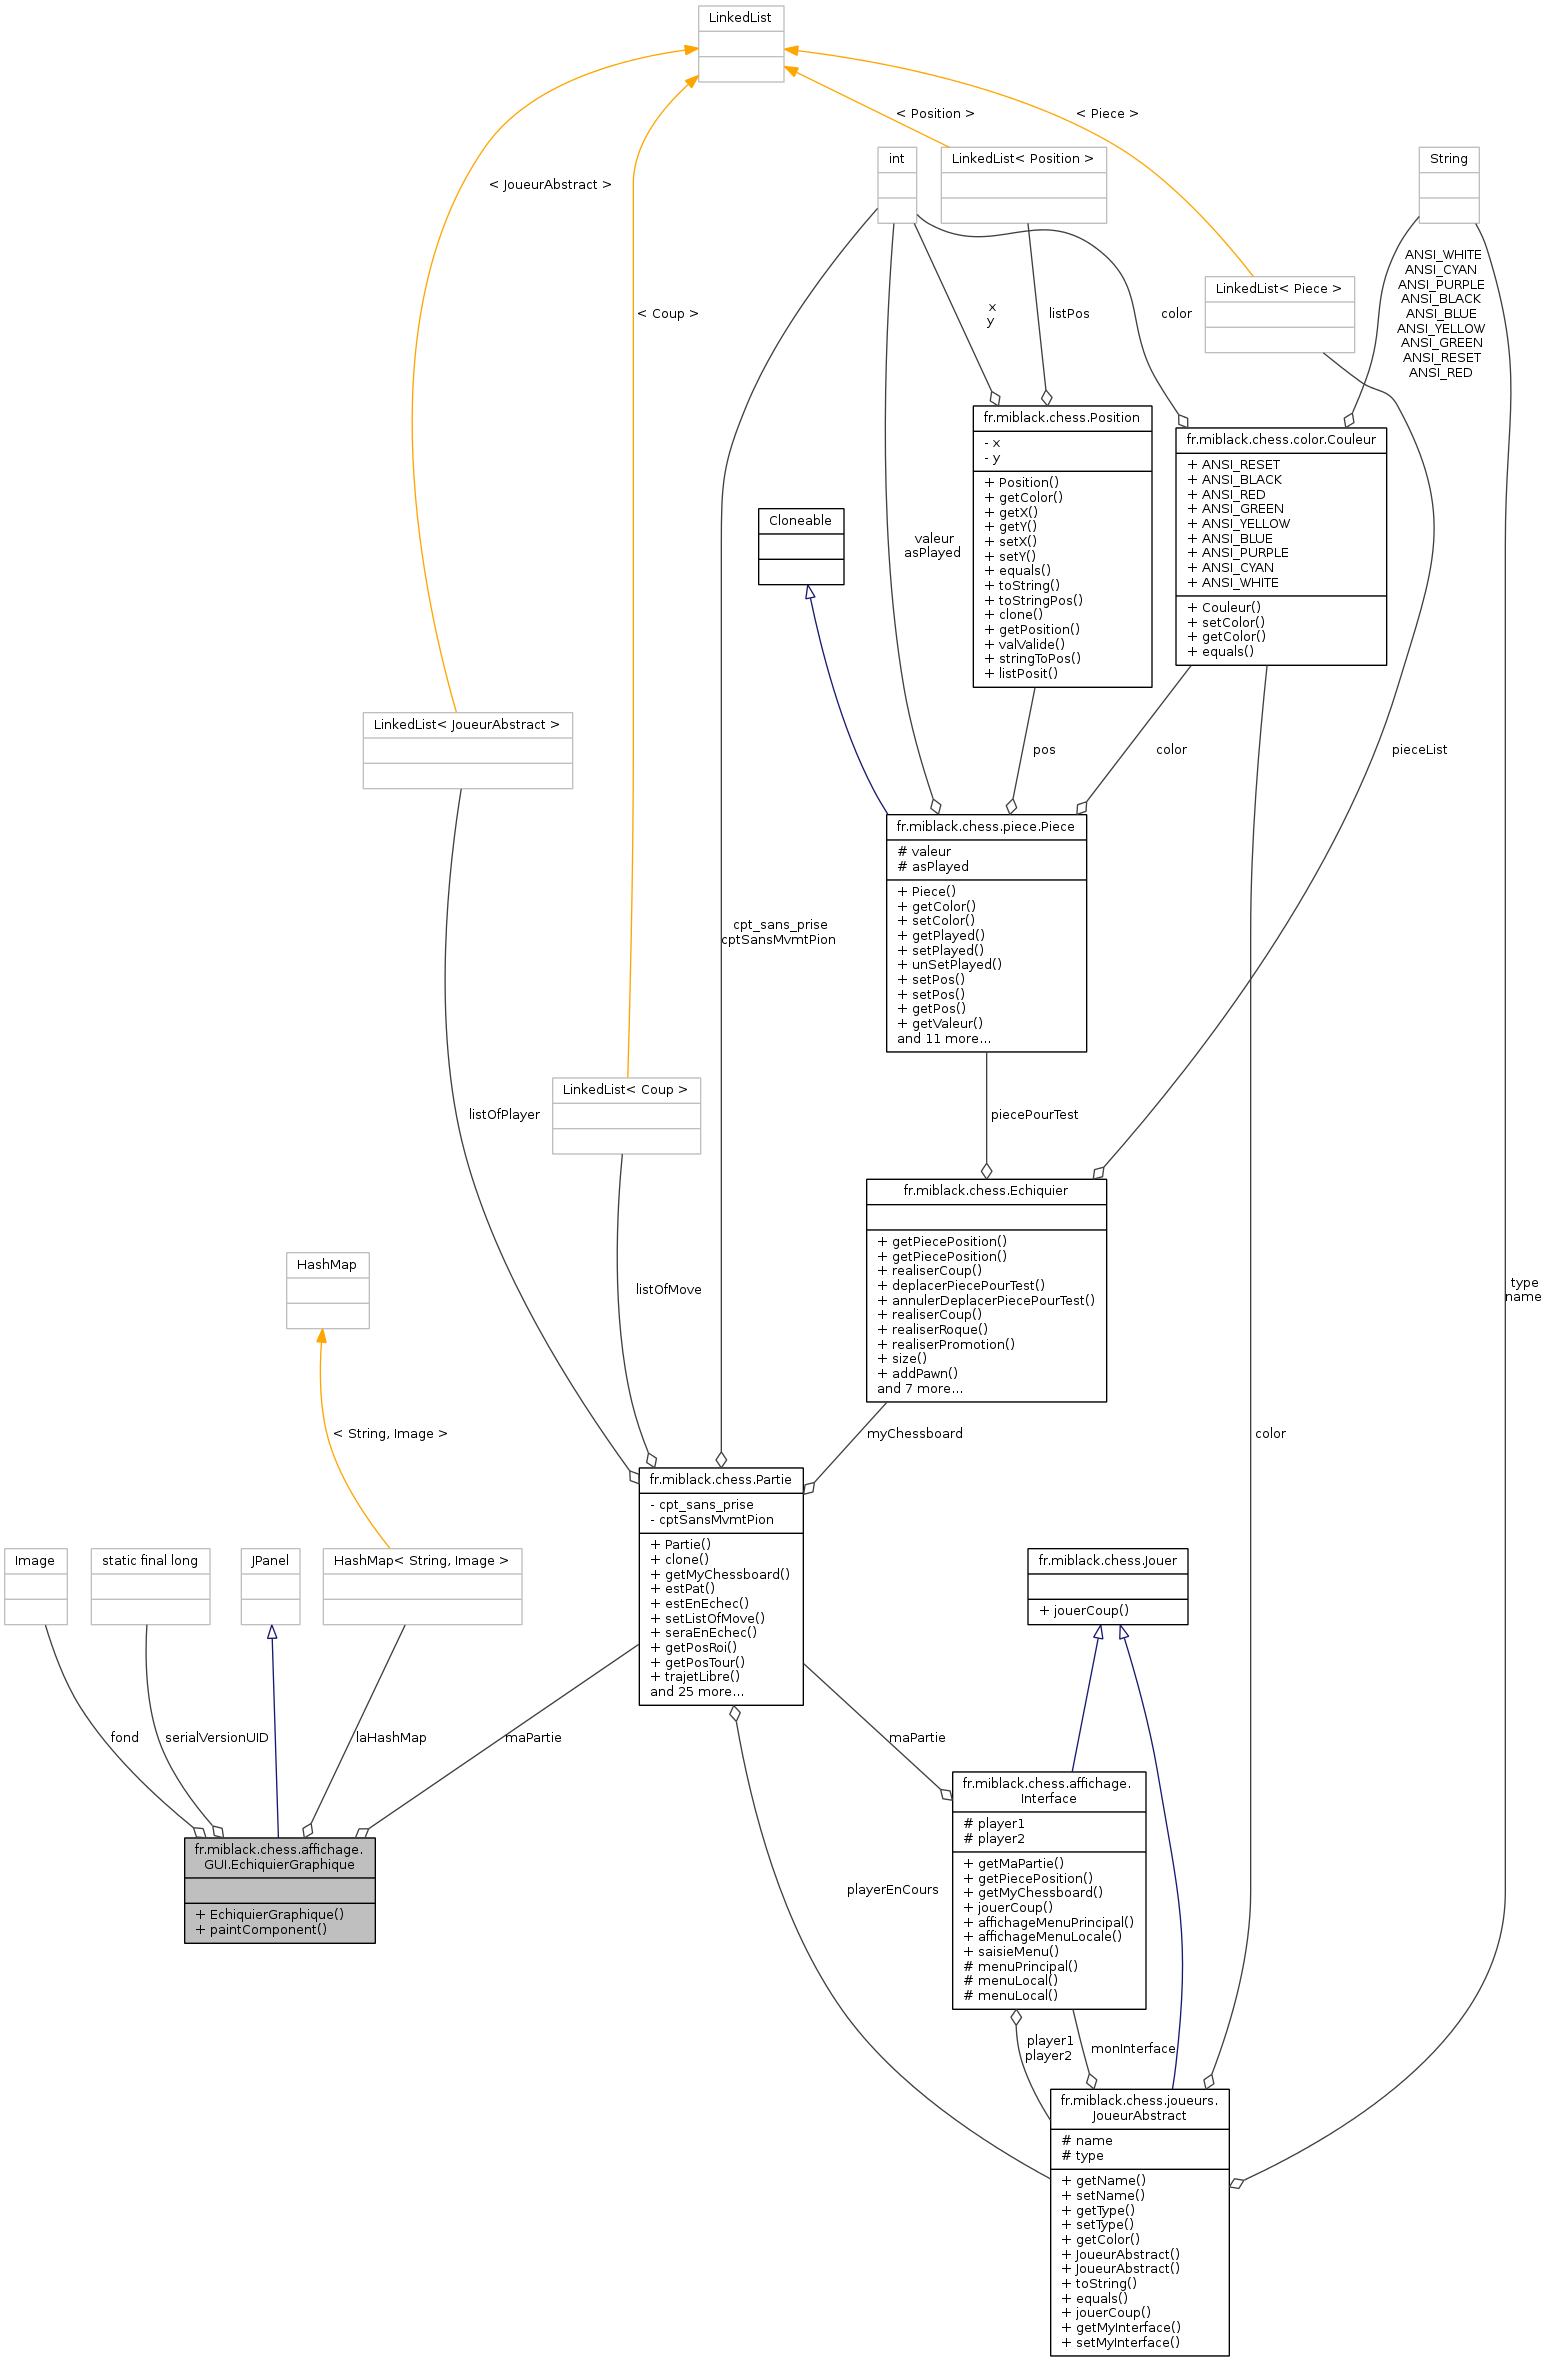 LinkedList
< Position >
< Piece >
int
LinkedList< Position >
String
< JoueurAbstract >
ANSI_WHITE
ANSI_CYAN
ANSI_PURPLE
ANSI_BLACK
ANSI_BLUE
ANSI_YELLOW
ANSI_GREEN
ANSI_RESET
ANSI_RED
LinkedList< Piece >
x
y
listPos
color
< Coup >
fr.miblack.chess.Position
- x
- y
+ Position()
+ getColor()
+ getX()
+ getY()
+ setX()
+ setY()
+ equals()
+ toString()
+ toStringPos()
+ clone()
+ getPosition()
+ valValide()
+ stringToPos()
+ listPosit()
fr.miblack.chess.color.Couleur
+ ANSI_RESET
+ ANSI_BLACK
+ ANSI_RED
+ ANSI_GREEN
+ ANSI_YELLOW
+ ANSI_BLUE
+ ANSI_PURPLE
+ ANSI_CYAN
+ ANSI_WHITE
+ Couleur()
+ setColor()
+ getColor()
+ equals()
Cloneable
valeur
asPlayed
LinkedList< JoueurAbstract >
pos
color
pieceList
fr.miblack.chess.piece.Piece
# valeur
# asPlayed
+ Piece()
+ getColor()
+ setColor()
+ getPlayed()
+ setPlayed()
+ unSetPlayed()
+ setPos()
+ setPos()
+ getPos()
+ getValeur()
and 11 more...
cpt_sans_prise
cptSansMvmtPion
LinkedList< Coup >
listOfPlayer
piecePourTest
fr.miblack.chess.Echiquier
+ getPiecePosition()
+ getPiecePosition()
+ realiserCoup()
+ deplacerPiecePourTest()
+ annulerDeplacerPiecePourTest()
+ realiserCoup()
+ realiserRoque()
+ realiserPromotion()
+ size()
+ addPawn()
and 7 more...
HashMap
listOfMove
type
name
< String, Image >
myChessboard
color
fr.miblack.chess.Partie
- cpt_sans_prise
- cptSansMvmtPion
+ Partie()
+ clone()
+ getMyChessboard()
+ estPat()
+ estEnEchec()
+ setListOfMove()
+ seraEnEchec()
+ getPosRoi()
+ getPosTour()
+ trajetLibre()
and 25 more...
Image
static final long
JPanel
HashMap< String, Image >
fr.miblack.chess.Jouer
+ jouerCoup()
fond
serialVersionUID
laHashMap
maPartie
maPartie
fr.miblack.chess.affichage.
Interface
# player1
# player2
+ getMaPartie()
+ getPiecePosition()
+ getMyChessboard()
+ jouerCoup()
+ affichageMenuPrincipal()
+ affichageMenuLocale()
+ saisieMenu()
# menuPrincipal()
# menuLocal()
# menuLocal()
fr.miblack.chess.affichage.
GUI.EchiquierGraphique
+ EchiquierGraphique()
+ paintComponent()
playerEnCours
player1
player2
monInterface
fr.miblack.chess.joueurs.
JoueurAbstract
# name
# type
+ getName()
+ setName()
+ getType()
+ setType()
+ getColor()
+ JoueurAbstract()
+ JoueurAbstract()
+ toString()
+ equals()
+ jouerCoup()
+ getMyInterface()
+ setMyInterface()